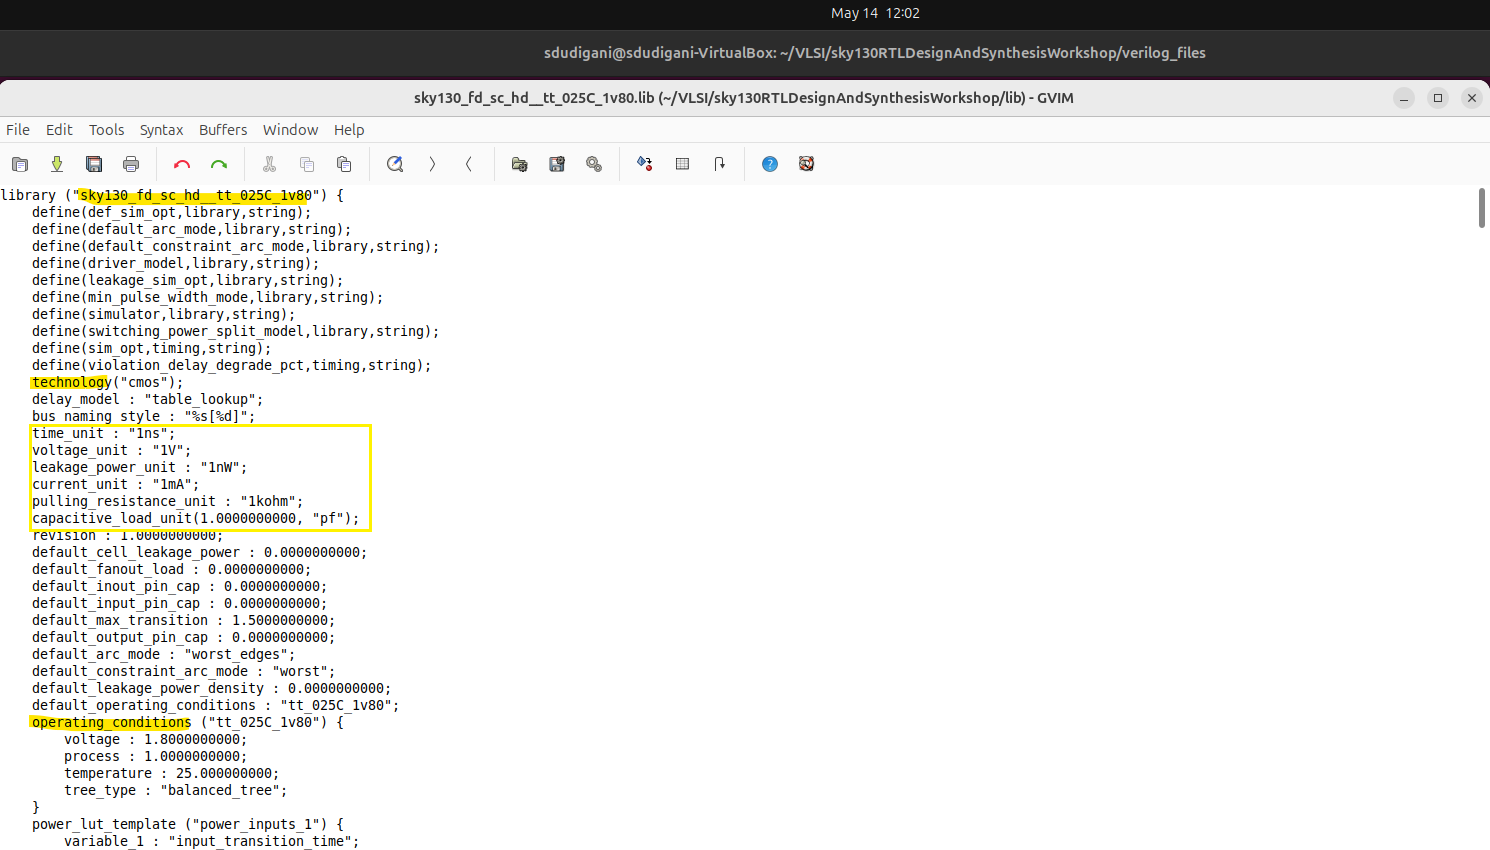 May 14 12:02
sdudigani@sdudigani-VirtualBox: ~/VLSI/sky130RTLDesignAndSynthesisWorkshop/verilog_files
sky130_fd_sc_hd__tt_025C_1v80.lib (~/VLSI/sky130RTLDesignAndSynthesisWorkshop/lib) - GVIM
File Edit Tools Syntax Buffers Window Help
library ("sky130_fd_sc_hd__tt_025C_1v80") {
    define(def_sim_opt,library,string);
    define(default_arc_mode,library,string);
    define(default_constraint_arc_mode,library,string);
    define(driver_model,library,string);
    define(leakage_sim_opt,library,string);
    define(min_pulse_width_mode,library,string);
    define(simulator,library,string);
    define(switching_power_split_model,library,string);
    define(sim_opt,timing,string);
    define(violation_delay_degrade_pct,timing,string);
    technology("cmos");
    delay_model : "table_lookup";
    bus_naming_style : "%s[%d]";
    time_unit : "1ns";
    voltage_unit : "1V";
    leakage_power_unit : "1nW";
    current_unit : "1mA";
    pulling_resistance_unit : "1kohm";
    capacitive_load_unit(1.0000000000, "pf");
    revision : 1.0000000000;
    default_cell_leakage_power : 0.0000000000;
    default_fanout_load : 0.0000000000;
    default_inout_pin_cap : 0.0000000000;
    default_input_pin_cap : 0.0000000000;
    default_max_transition : 1.5000000000;
    default_output_pin_cap : 0.0000000000;
    default_arc_mode : "worst_edges";
    default_constraint_arc_mode : "worst";
    default_leakage_power_density : 0.0000000000;
    default_operating_conditions : "tt_025C_1v80";
    operating_conditions ("tt_025C_1v80") {
        voltage : 1.8000000000;
        process : 1.0000000000;
        temperature : 25.000000000;
        tree_type : "balanced_tree";
    }
    power_lut_template ("power_inputs_1") {
        variable_1 : "input_transition_time";